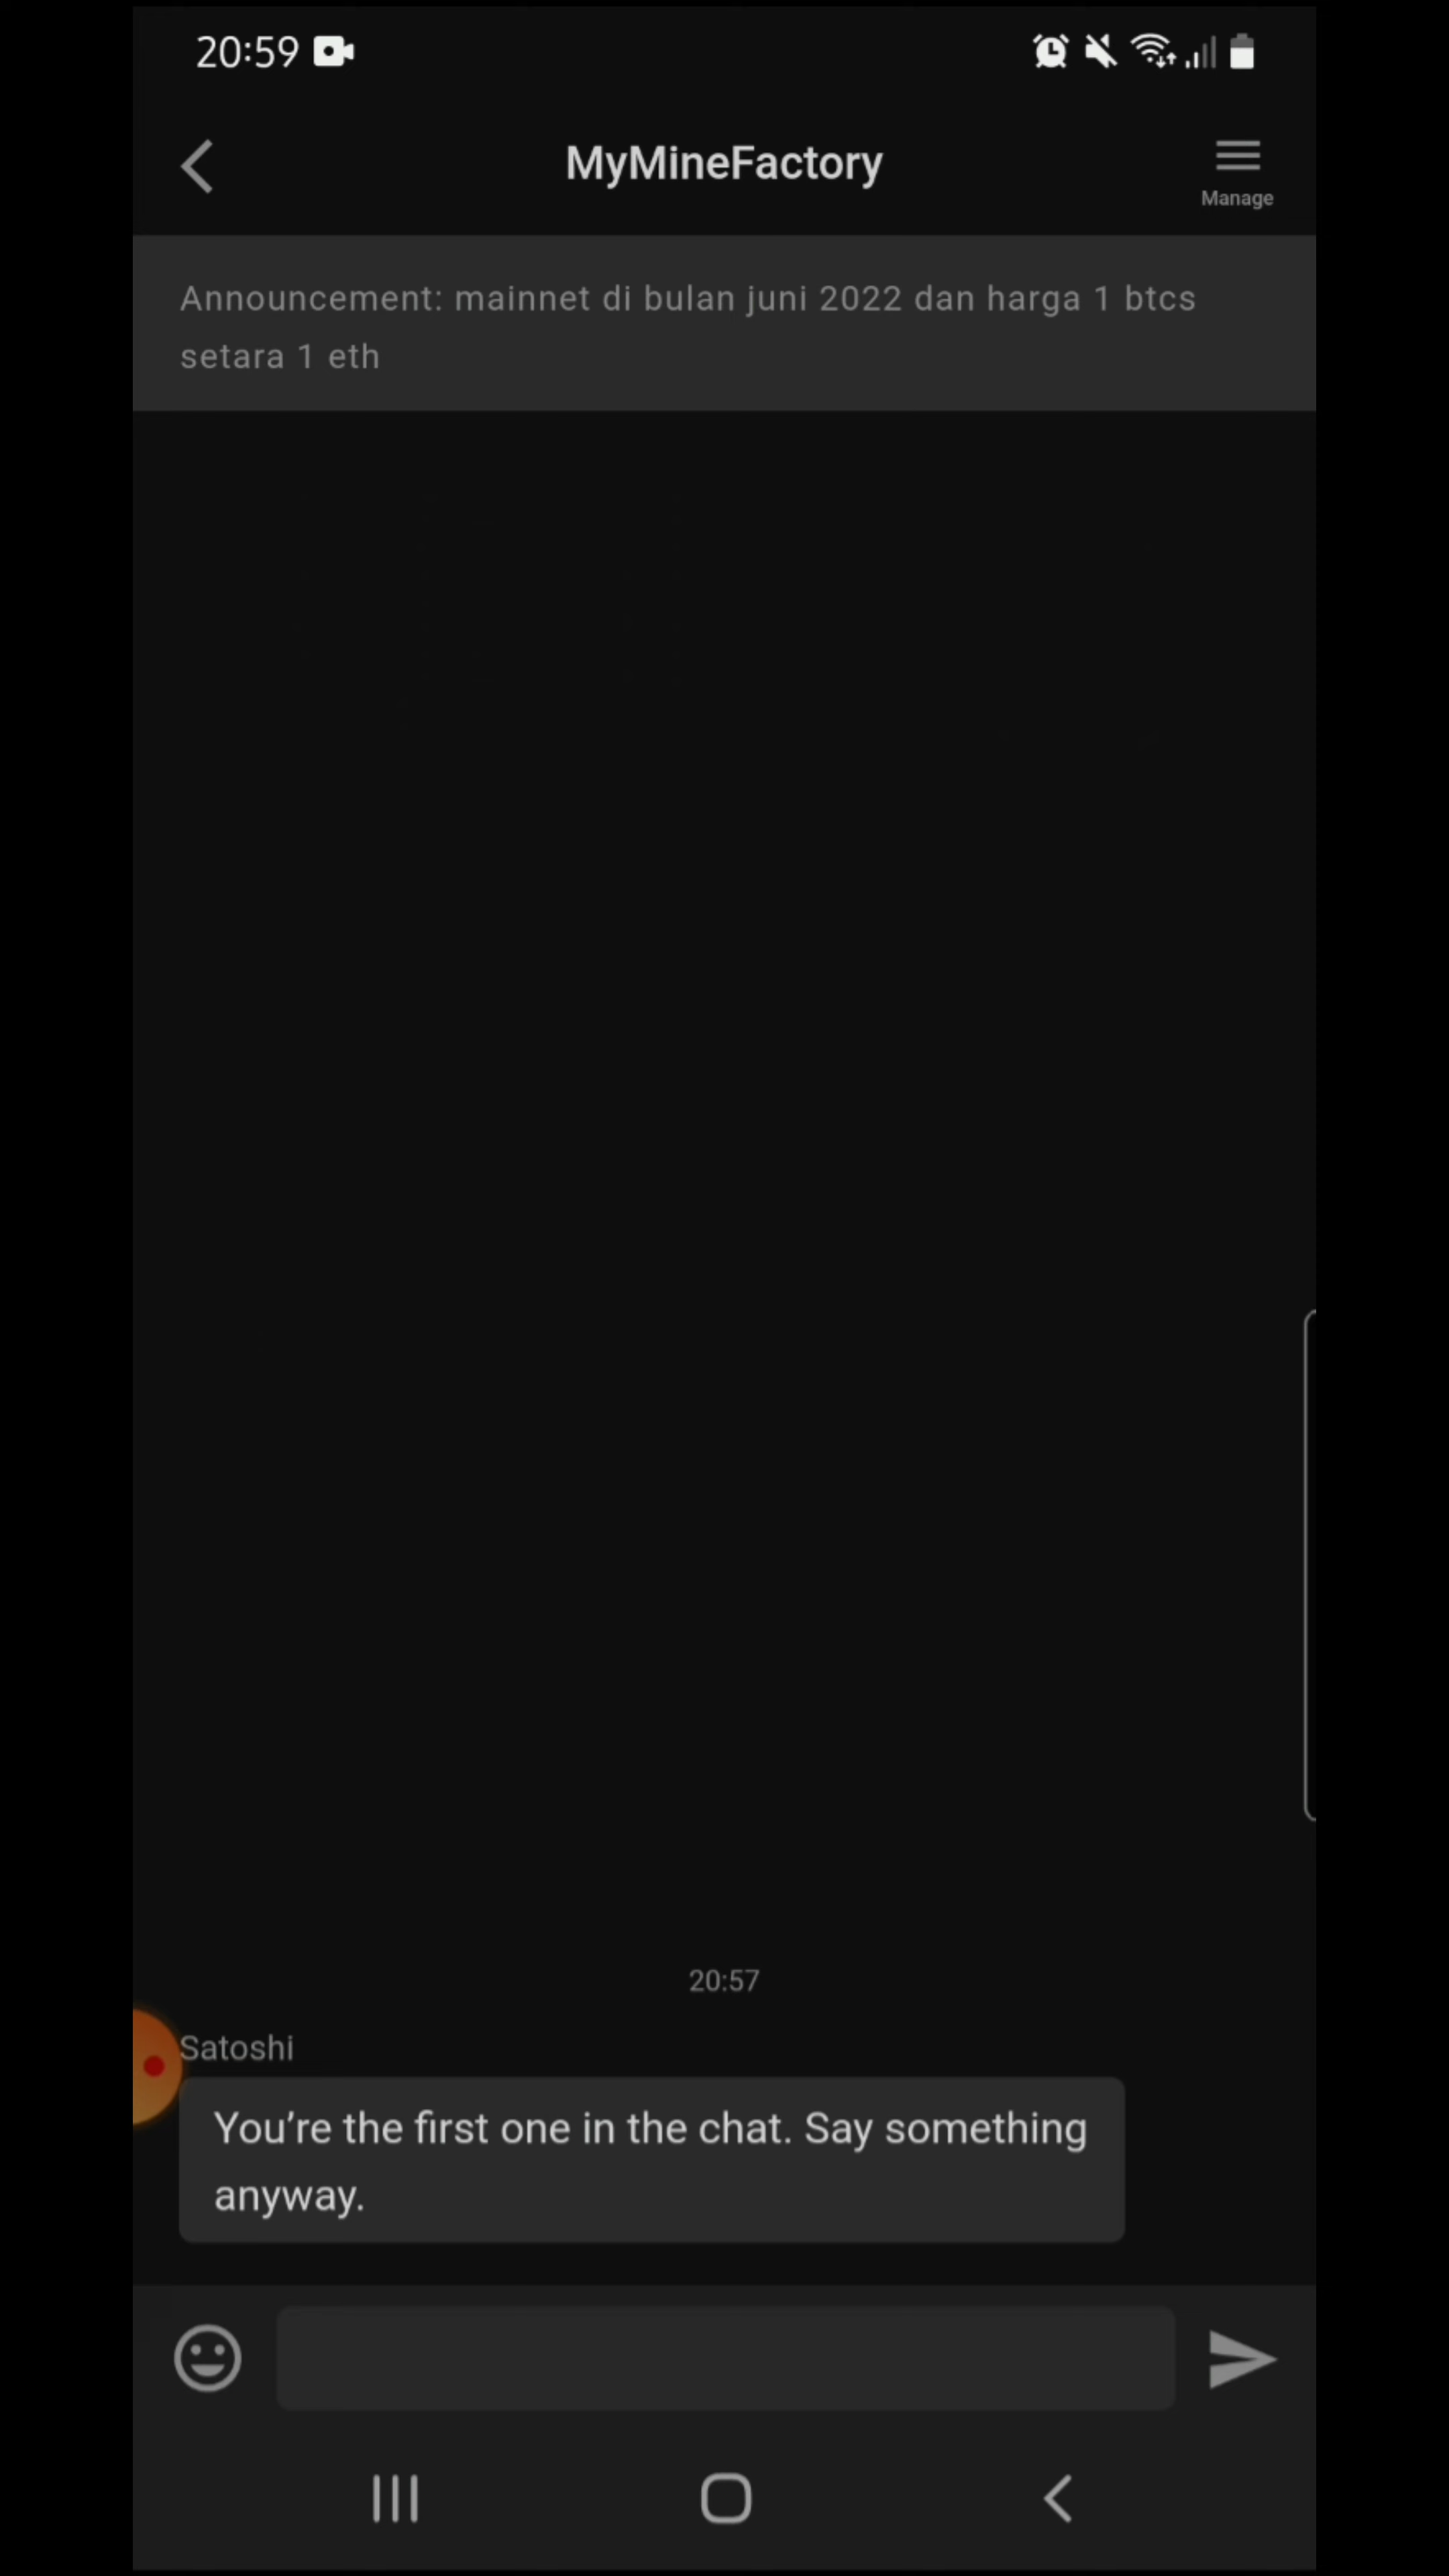 20:59
MyMineFactory
Manage
Announcement: mainnet di bulan juni 2022 dan harga 1 btcs
setara 1 eth
20:57
Satoshi
You’re the first one in the chat. Say something
anyway.